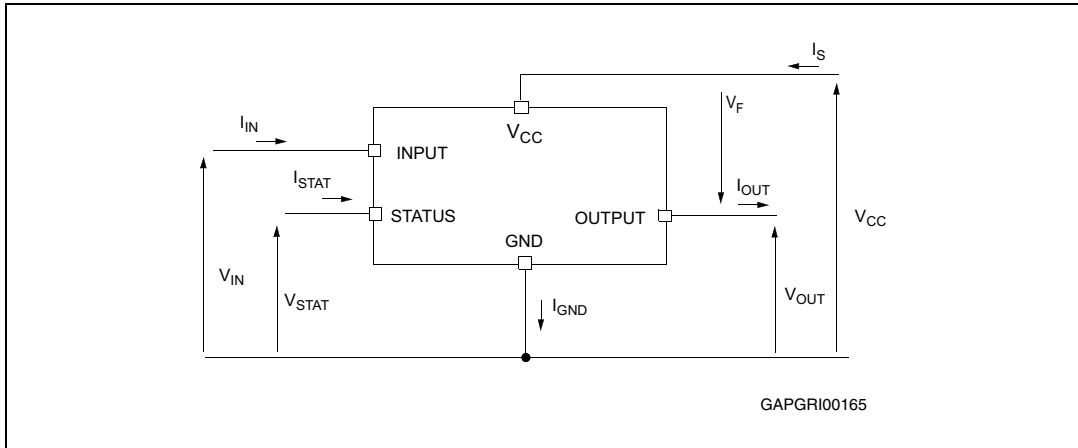 I_S
V_F
V_CC
I_IN
INPUT
I_STAT
I_OUT
STATUS
OUTPUT
V_CC
GND
V_IN
V_STAT
I_GND
V_OUT
GAPGRI00165